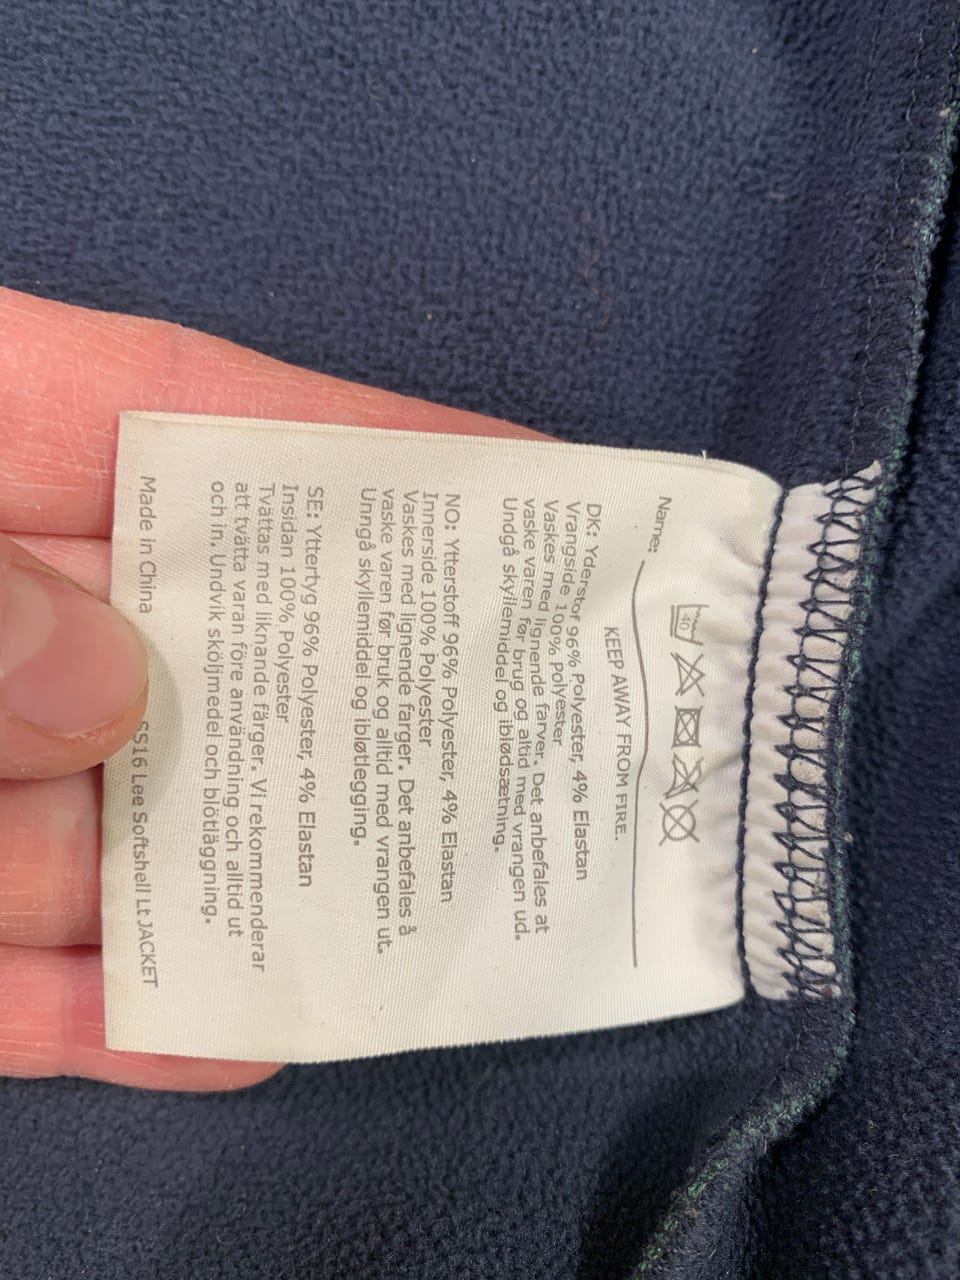 40
Name:
KEEP AWAY FROM FIRE.
DK: Yderstof 96% Polyester, 4% Elastan
Vrangside 100% Polyester
Vaskes med lignende farver. Det anbefales at
vaske varen før brug og altid med vrangen ud.
Undgå skyllemiddel og iblødsætning.
NO: Ytterstoff 96% Polyester, 4% Elastan
Innerside 100% Polyester
Vaskes med lignende farger. Det anbefales å
vaske varen før bruk og alltid med vrangen ut.
Unngå skyllemiddel og ibløtlegging.
SE: Yttertyg 96% Polyester, 4% Elastan
Insidan 100% Polyester
Tvättas med liknande färger. Vi rekommenderar
att tvätta varan före användning och alltid ut
och in. Undvik sköljmedel och blötläggning.
Made in China SS16 Lee Softshell Lt JACKET